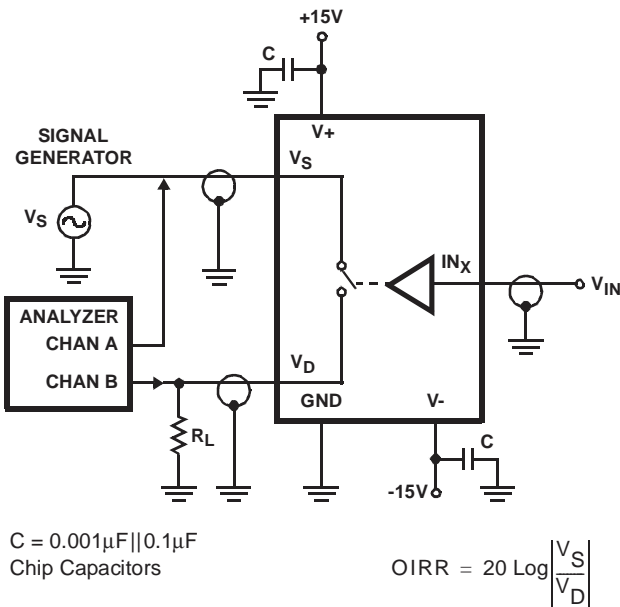 +15V
C
V+
SIGNAL
GENERATOR
VS
VS
INX
VIN
ANALYZER
CHAN A
CHAN B
VD
GND
V-
RL
C
-15V
C = 0.001µF||0.1µF
Chip Capacitors
OIRR = 20 Log|VS/VD|